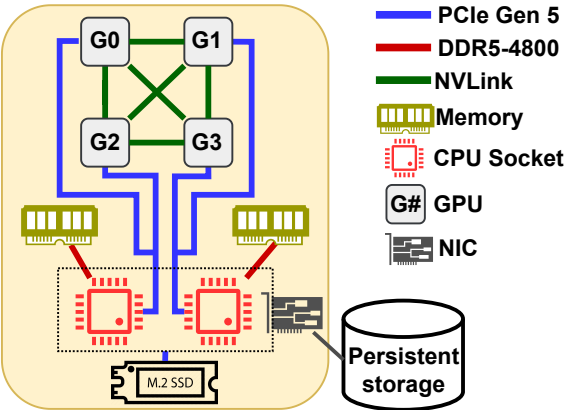 G0
G1
G2
G3
M.2 SSD
PCIe Gen 5
DDR5-4800
NVLink
Memory
CPU Socket
G# GPU
NIC
Persistent
storage